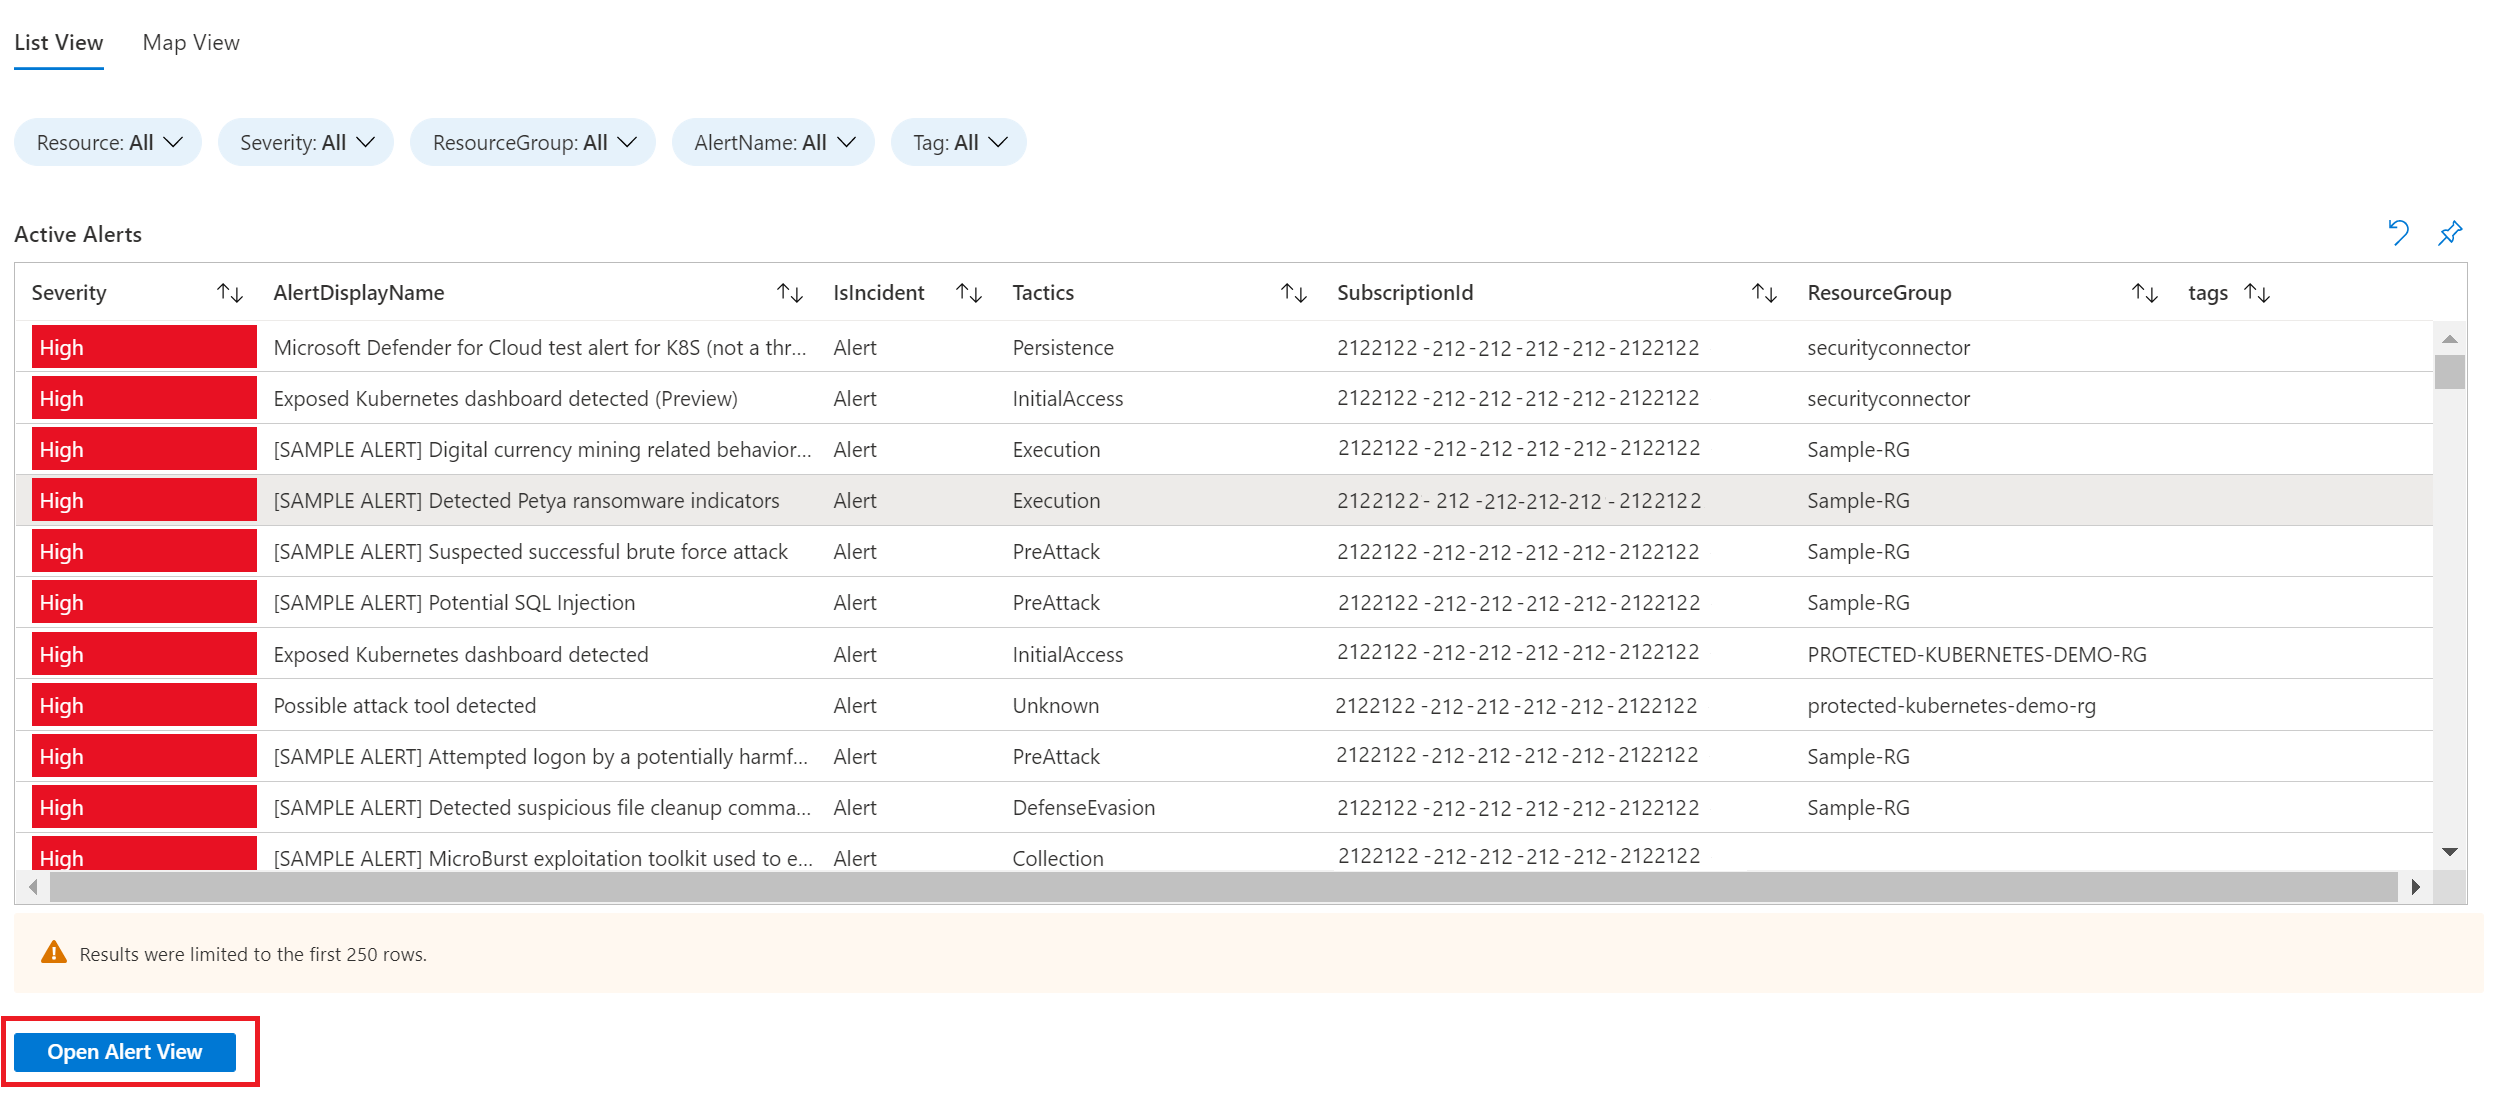 List View Map View
Resource: All Severity: All ResourceGroup: All AlertName: All Tag: All
Active Alerts
Severity AlertDisplayName IsIncident Tactics SubscriptionId ResourceGroup tags
High Microsoft Defender for Cloud test alert for K8S (not a thr... Alert Persistence 2122122 -212 -212 -212 -212 - 2122122 securityconnector
High Exposed Kubernetes dashboard detected (Preview) Alert InitialAccess 2122122 -212 -212 -212 -212 - 2122122 securityconnector
High [SAMPLE ALERT] Digital currency mining related behavior... Alert Execution 2122122 -212 -212 -212 -212 - 2122122 Sample-RG
High [SAMPLE ALERT] Detected Petya ransomware indicators Alert Execution 2122122 - 212 -212-212-212 - 2122122 Sample-RG
High [SAMPLE ALERT] Suspected successful brute force attack Alert PreAttack 2122122 -212 -212 -212 -212 - 2122122 Sample-RG
High [SAMPLE ALERT] Potential SQL Injection Alert PreAttack 2122122 -212 -212 -212 -212 - 2122122 Sample-RG
High Exposed Kubernetes dashboard detected Alert InitialAccess 2122122 -212 -212 -212 -212 - 2122122 PROTECTED-KUBERNETES-DEMO-RG
High Possible attack tool detected Alert Unknown 2122122 -212 -212 -212 -212 - 2122122 protected-kubernetes-demo-rg
High [SAMPLE ALERT] Attempted logon by a potentially harmf... Alert PreAttack 2122122 -212 -212 -212 -212 - 2122122 Sample-RG
High [SAMPLE ALERT] Detected suspicious file cleanup comma... Alert DefenseEvasion 2122122 -212 -212 -212 -212 - 2122122 Sample-RG
High [SAMPLE ALERT] MicroBurst exploitation toolkit used to e... Alert Collection 2122122 -212 -212 -212 -212 - 2122122
Results were limited to the first 250 rows.
Open Alert View